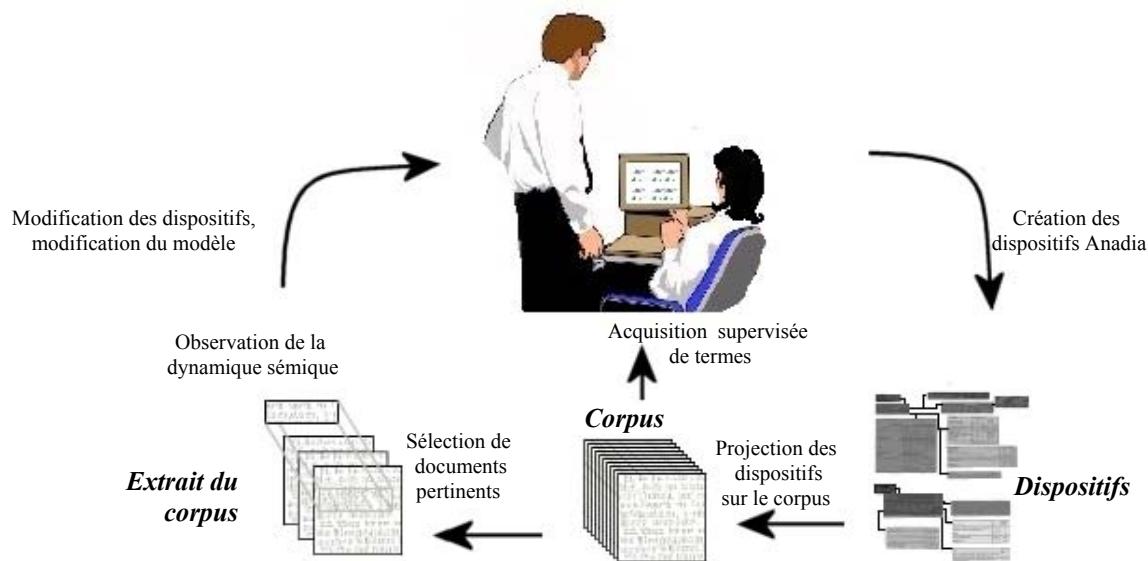 Modification des dispositifs,
modification du modèle
Création des
dispositifs Anadia
Observation de la
dynamique sémique
Acquisition supervisée
de termes
Corpus
Sélection de
documents
pertinents
Projection des
dispositifs
sur le corpus
Extrait du
corpus
Dispositifs